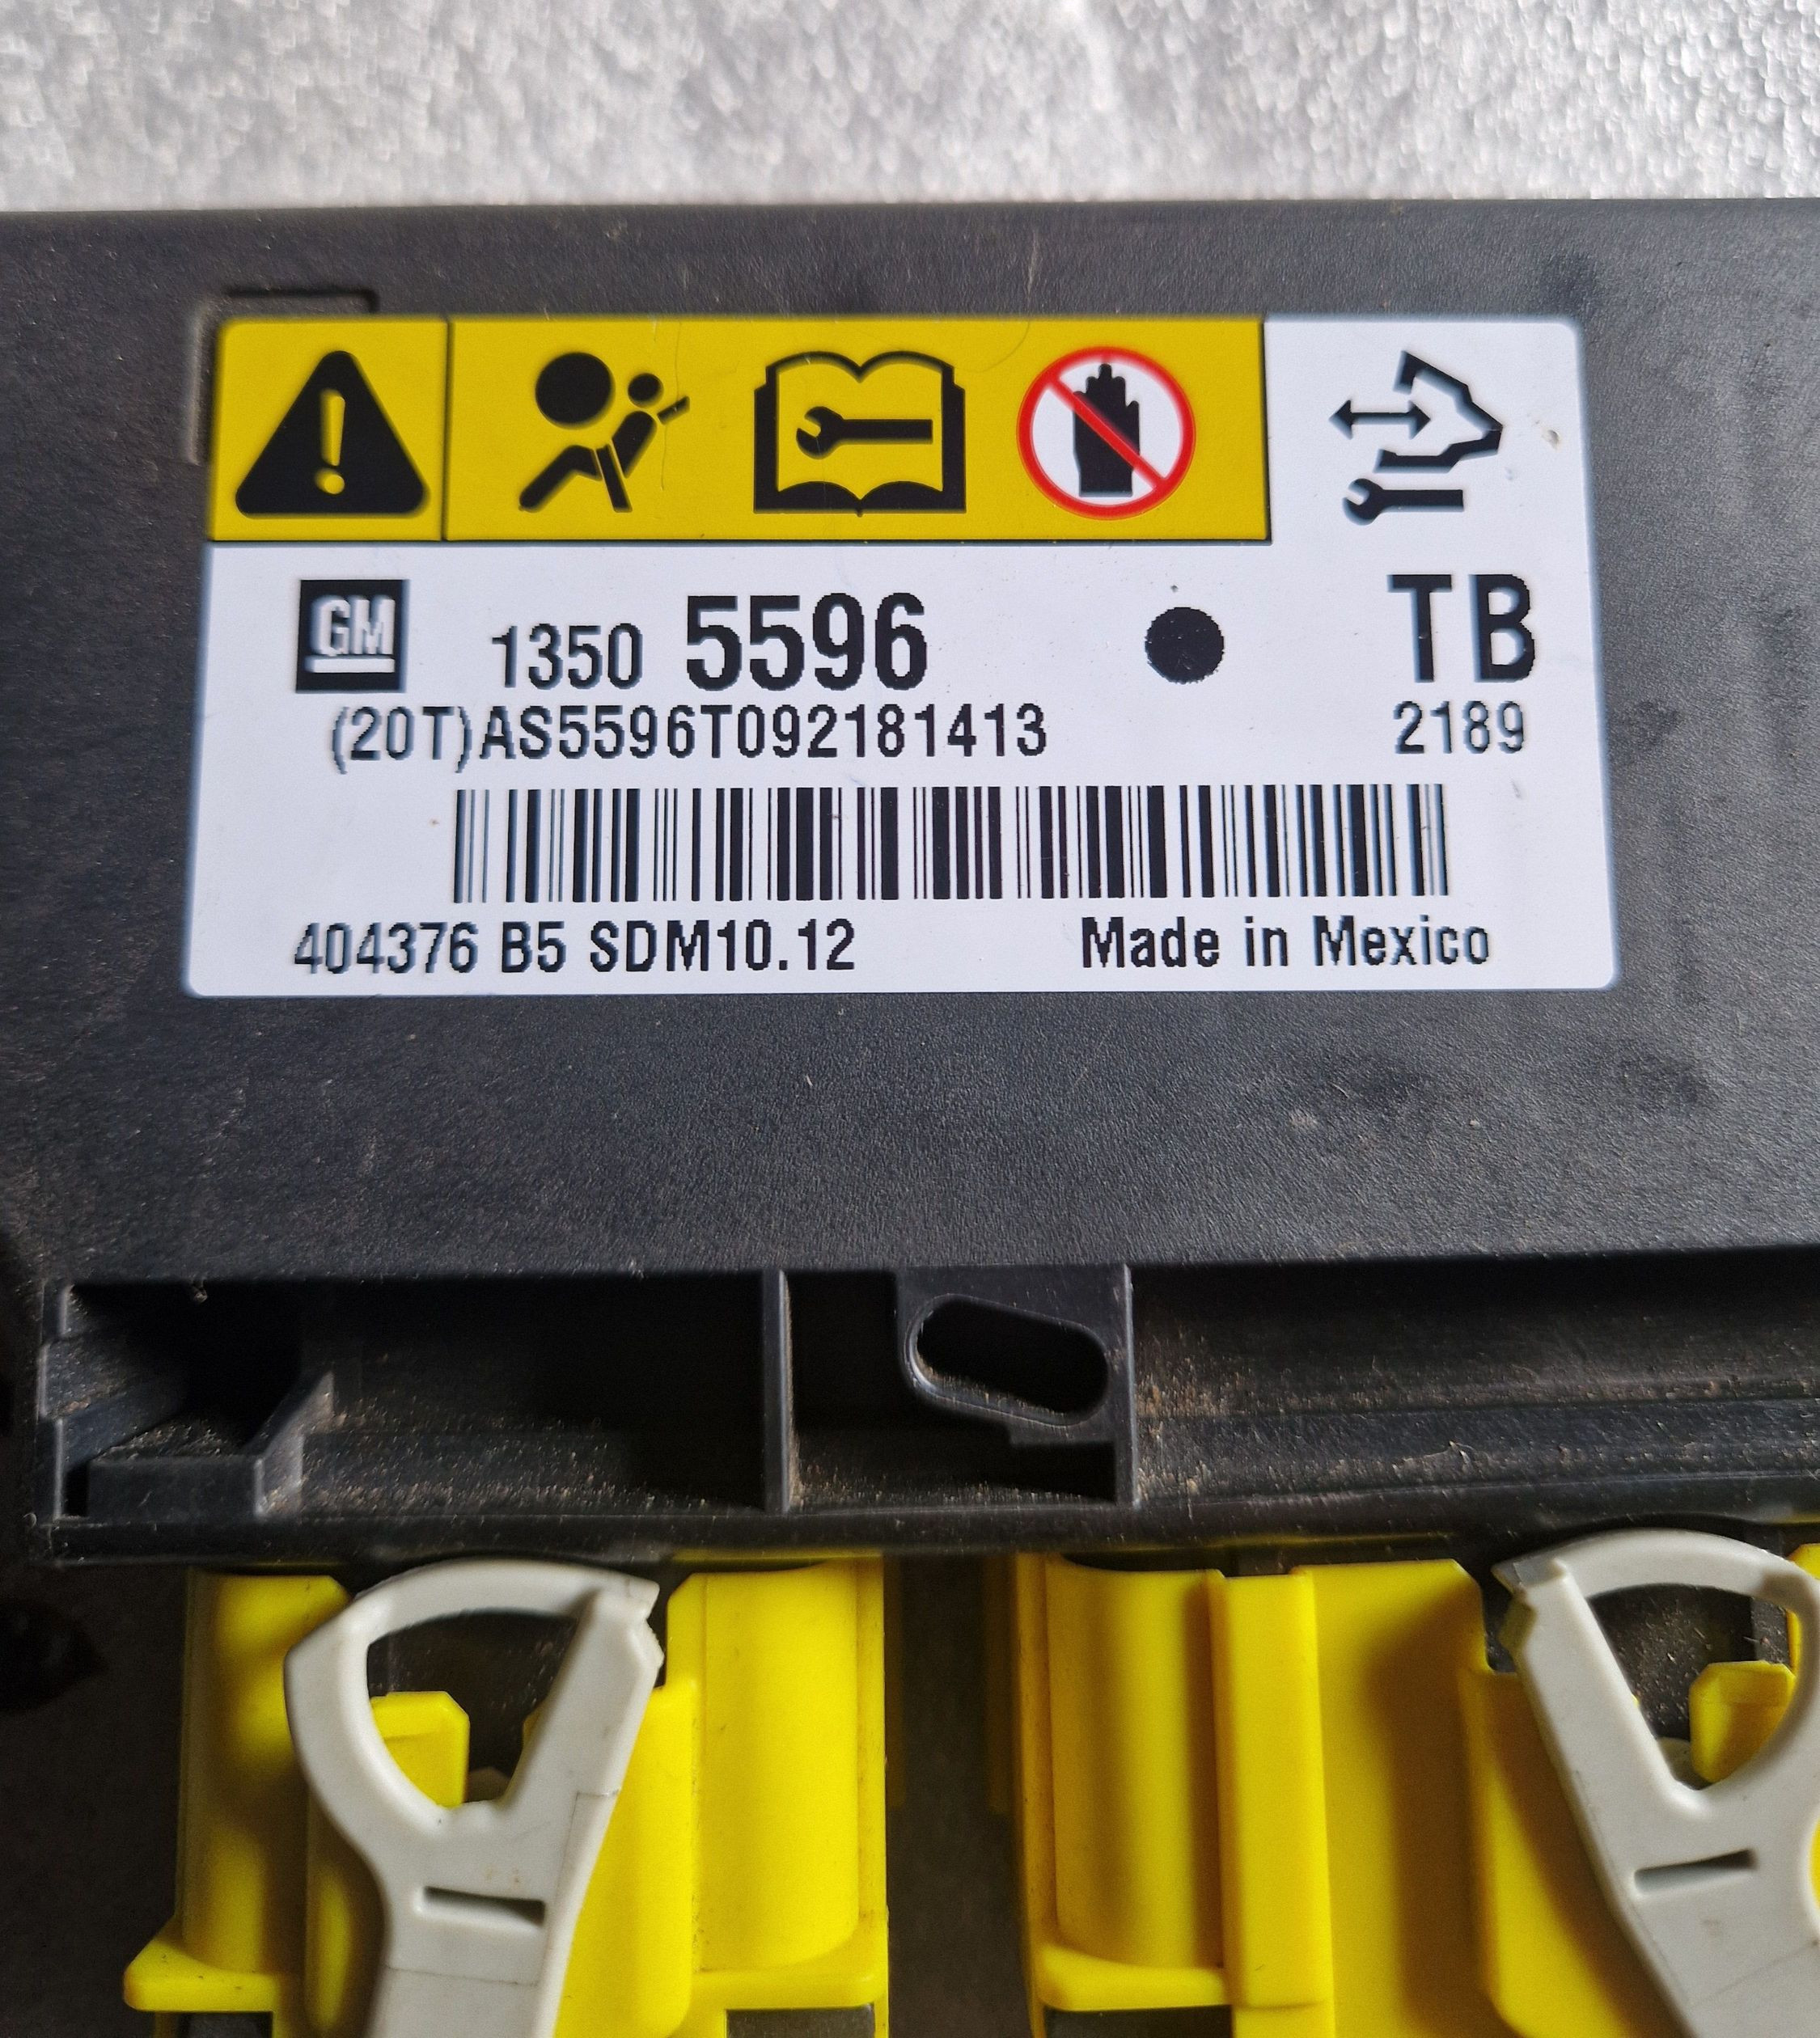 GM 1350 5596 TB
(20T)AS5596T092181413 2189
404376 B5 SDM10.12 Made in Mexico